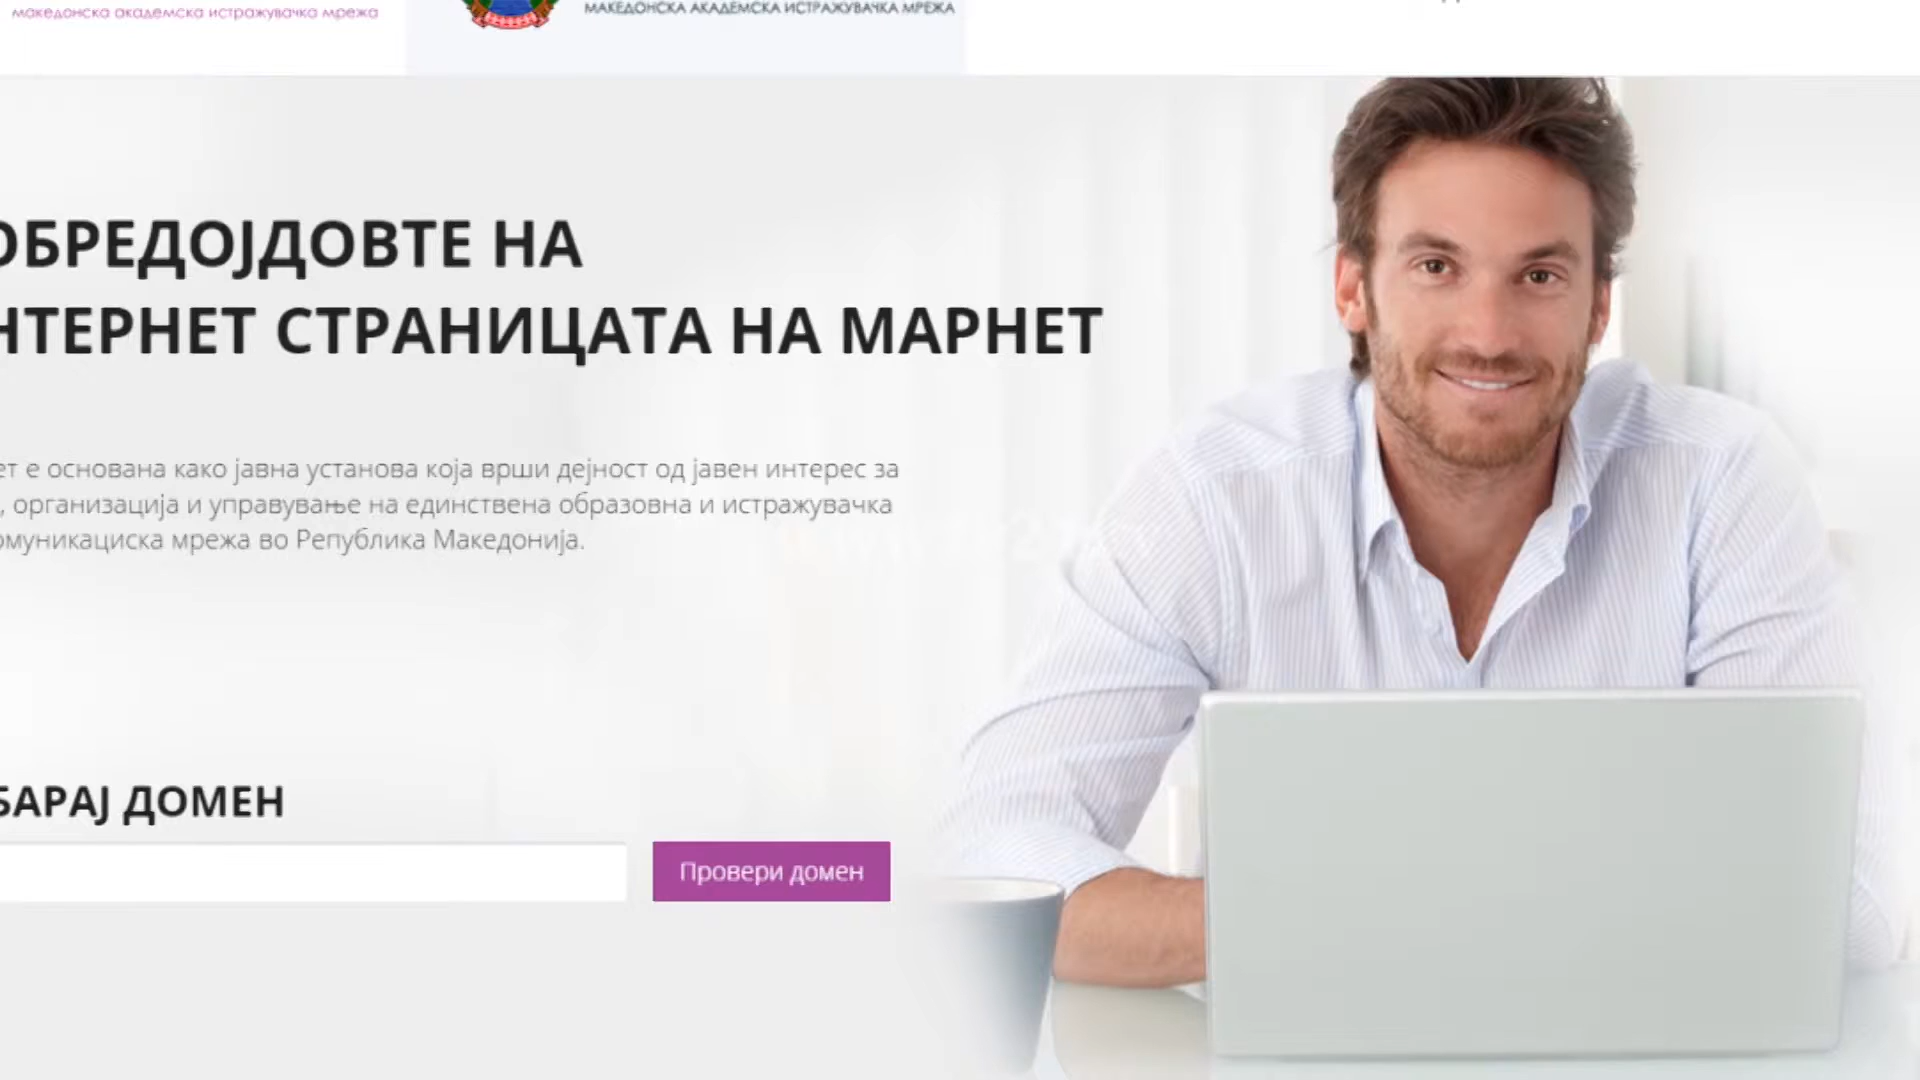 македонска академска истражувачка мрежа
МАКЕДОНСКА АКАДЕМСКА ИСТРАЖУВАЧКА МРЕЖА
ОБРЕДОЈДОВТЕ НА
НТЕРНЕТ СТРАНИЦАТА НА МАРНЕТ
ет е основана како јавна установа која врши дејност од јавен интерес за
, организација и управување на единствена образовна и истражувачка
омуникациска мрежа во Република Македонија.
БАРАЈ ДОМЕН
Провери домен